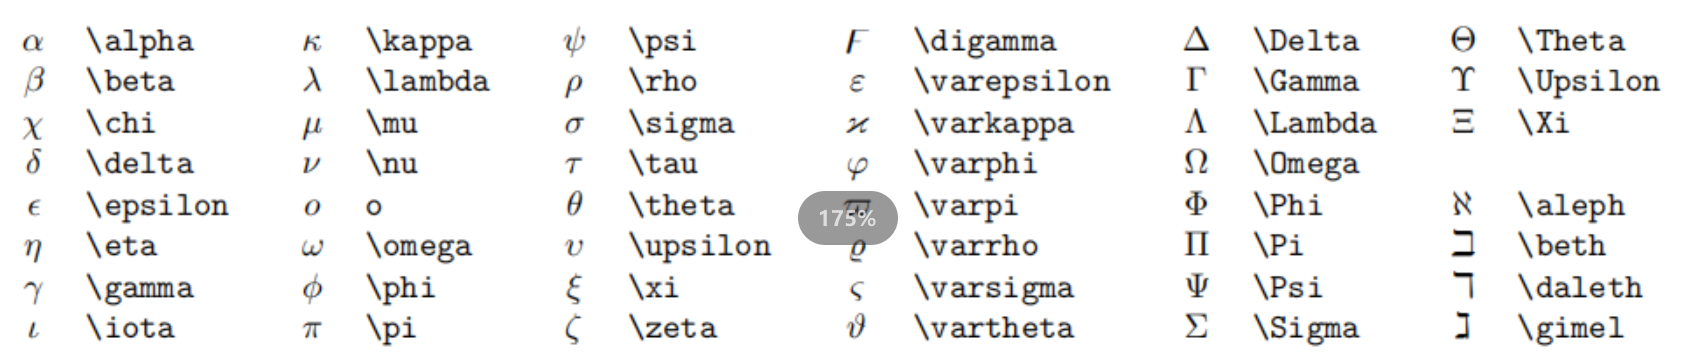 α \alpha κ \kappa ψ \psi Ϝ \digamma Δ \Delta Θ \Theta
β \beta λ \lambda ρ \rho ε \varepsilon Γ \Gamma ϒ \Upsilon
χ \chi μ \mu σ \sigma ϰ \varkappa Λ \Lambda Ξ \Xi
δ \delta ν \nu τ \tau φ \varphi Ω \Omega
ϵ \epsilon o o θ \theta ϖ \varpi Φ \Phi ℵ \aleph
175%
η \eta ω \omega υ \upsilon ϱ \varrho Π \Pi ℶ \beth
γ \gamma ϕ \phi ξ \xi ς \varsigma Ψ \Psi ℸ \daleth
ι \iota π \pi ζ \zeta ϑ \vartheta Σ \Sigma ℷ \gimel